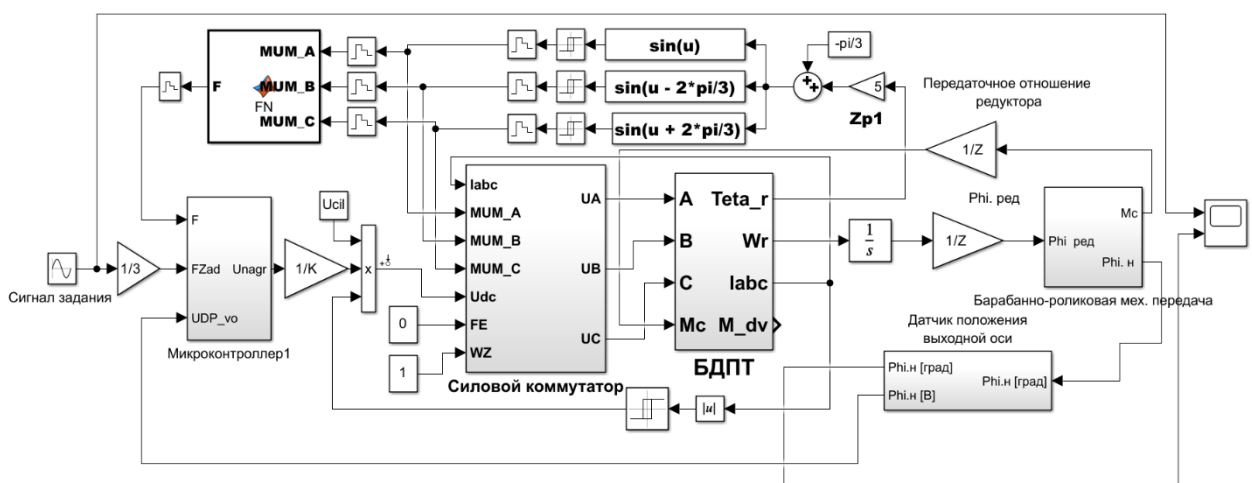 MUM_A
MUM_B
MUM_C
F
FN
sin(u)
sin(u - 2*pi/3)
sin(u + 2*pi/3)
-pi/3
5
Zp1
Передаточное отношение
редуктора
1/Z
Iabc
MUM_A
MUM_B
MUM_C
Udc
FE
WZ
UA
UB
UC
Силовой коммутатор
A
B
C
Mc
Teta_r
Wr
Iabc
M_dv
БДПТ
1
s
1/Z
Phi. ред
Phi ред
Mc
Phi. н
Барабанно-роликовая мех. передача
Сигнал задания
1/3
F
FZad
UDP_vo
Unagr
Микроконтроллер1
1/K
Ucil
x
0
1
|u|
Датчик положения
выходной оси
Phi.н [град]
Phi.н [В]
Phi.н [град]